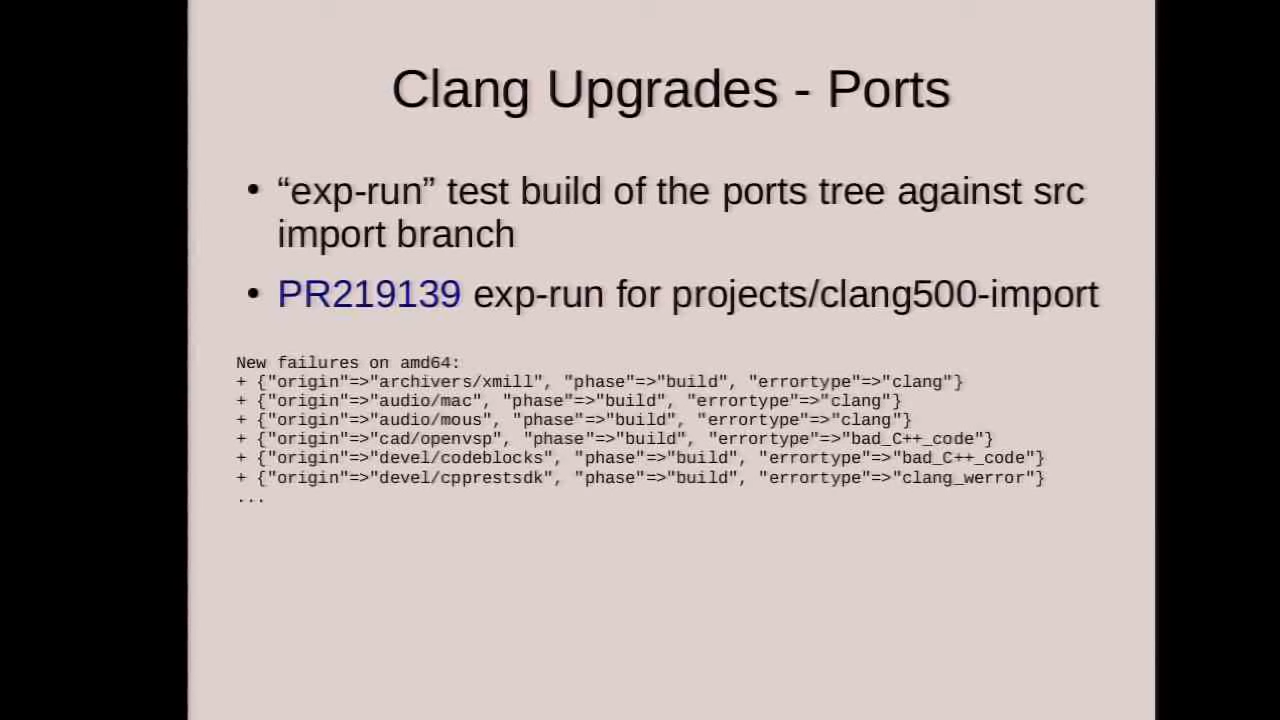 Clang Upgrades - Ports
• “exp-run” test build of the ports tree against src
import branch
• PR219139 exp-run for projects/clang500-import
New failures on amd64:
+ {"origin"=>"archivers/xmill", "phase"=>"build", "errortype"=>"clang"}
+ {"origin"=>"audio/mac", "phase"=>"build", "errortype"=>"clang"}
+ {"origin"=>"audio/mous", "phase"=>"build", "errortype"=>"clang"}
+ {"origin"=>"cad/openvsp", "phase"=>"build", "errortype"=>"bad_C++_code"}
+ {"origin"=>"devel/codeblocks", "phase"=>"build", "errortype"=>"bad_C++_code"}
+ {"origin"=>"devel/cpprestsdk", "phase"=>"build", "errortype"=>"clang_werror"}
...